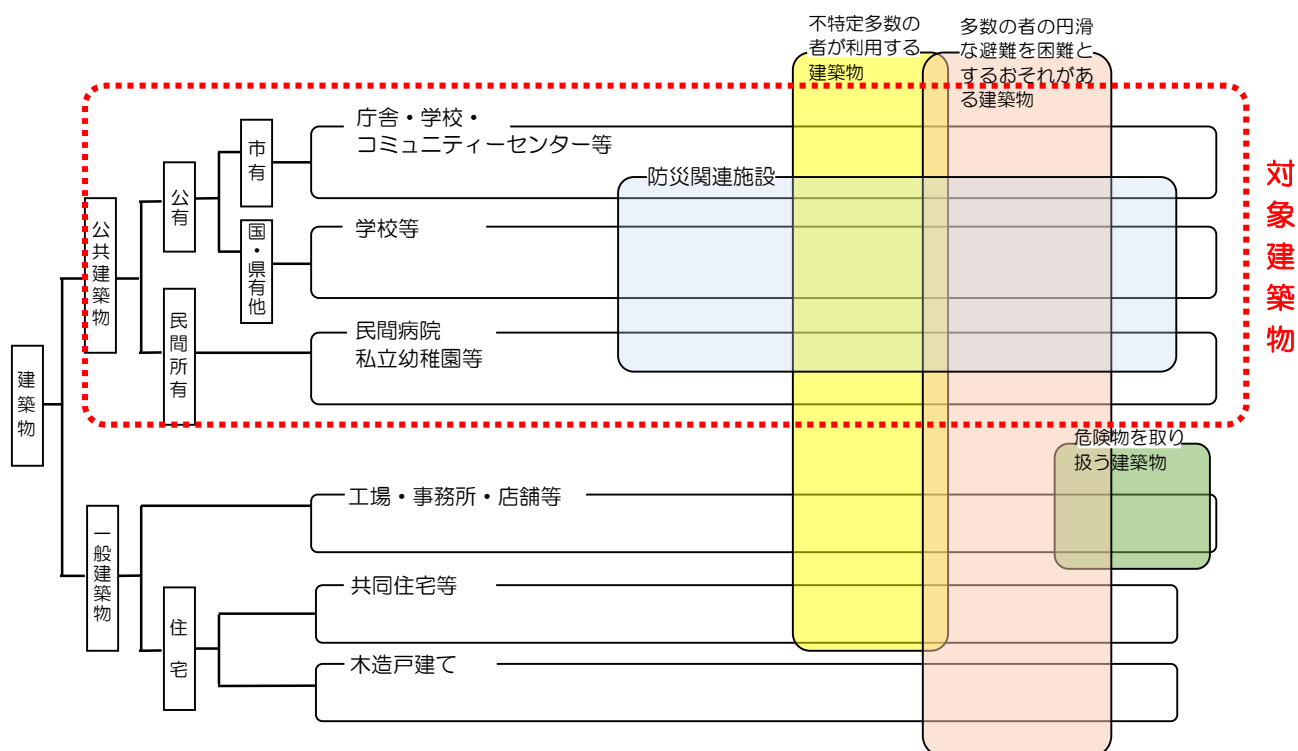 不特定多数の
者が利用する
建築物
多数の者の円滑
な避難を困難と
するおそれがあ
る建築物
対象建築物
建築物
公共建築物
公有
市有
庁舎・学校・
コミュニティーセンター等
防災関連施設
国・県有他
学校等
民間所有
民間病院
私立幼稚園等
危険物を取り
扱う建築物
一般建築物
工場・事務所・店舗等
住宅
共同住宅等
木造戸建て